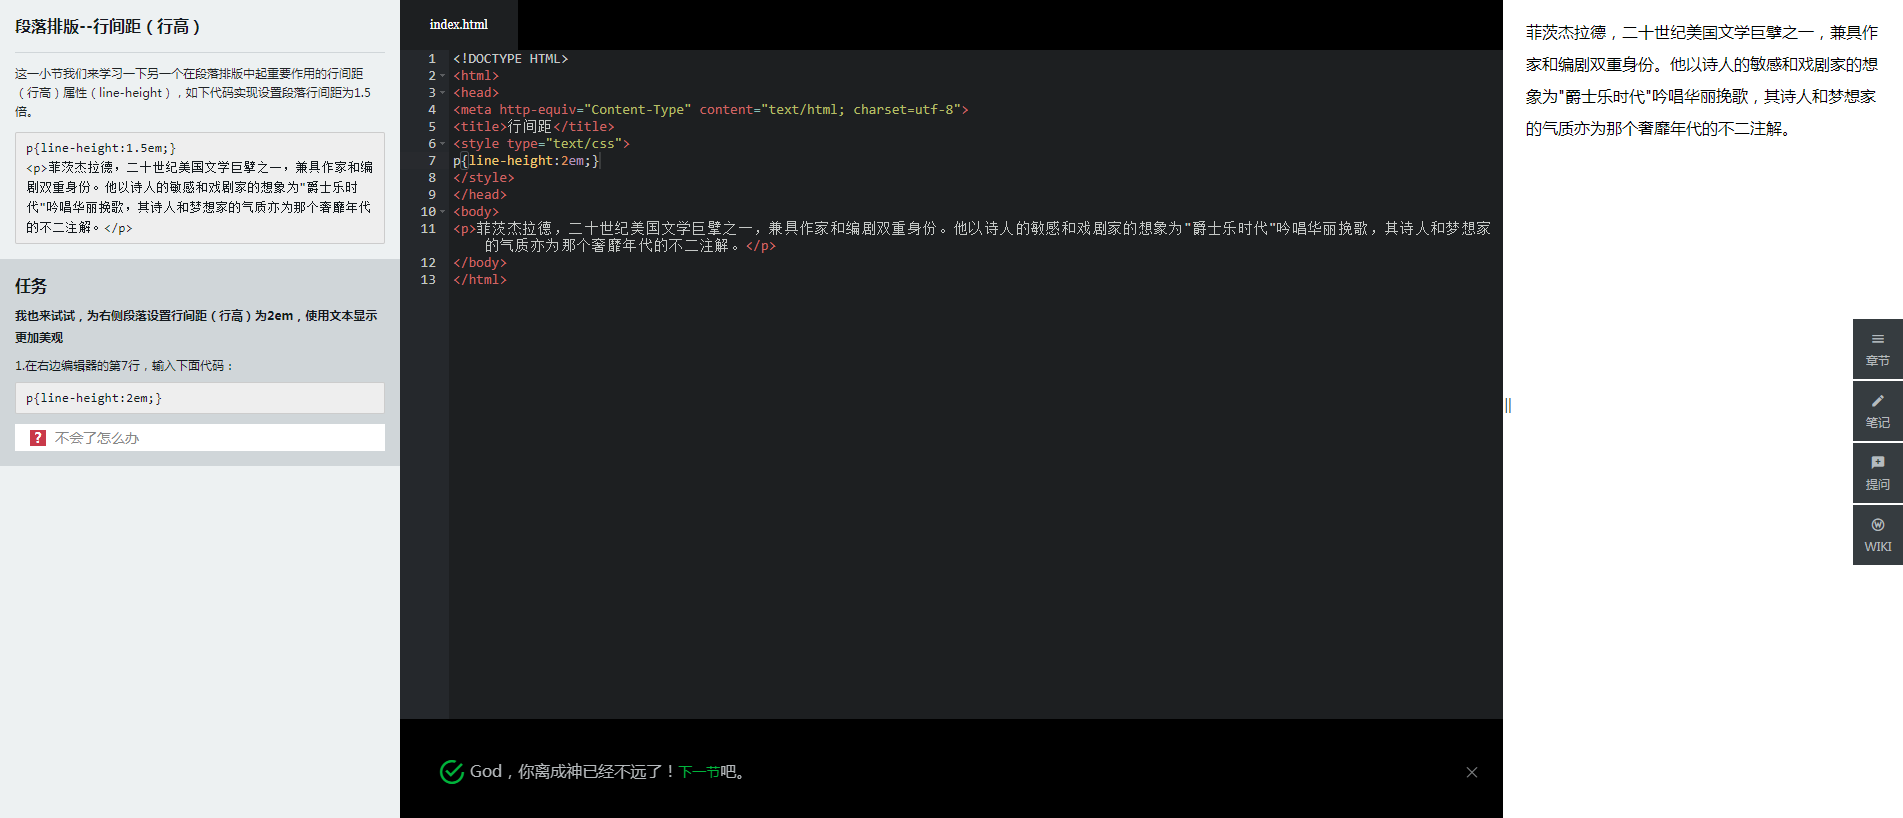 段落排版--行间距（行高）
这一小节我们来学习一下另一个在段落排版中起重要作用的行间距
（行高）属性（line-height），如下代码实现设置段落行间距为1.5
倍。
p{line-height:1.5em;}
<p>菲茨杰拉德，二十世纪美国文学巨擘之一，兼具作家和编
剧双重身份。他以诗人的敏感和戏剧家的想象为"爵士乐时
代"吟唱华丽挽歌，其诗人和梦想家的气质亦为那个奢靡年代
的不二注解。</p>
任务
我也来试试，为右侧段落设置行间距（行高）为2em，使用文本显示
更加美观
1.在右边编辑器的第7行，输入下面代码：
p{line-height:2em;}
? 不会了怎么办
index.html
1 <!DOCTYPE HTML>
2 <html>
3 <head>
4 <meta http-equiv="Content-Type" content="text/html; charset=utf-8">
5 <title>行间距</title>
6 <style type="text/css">
7 p{line-height:2em;}
8 </style>
9 </head>
10 <body>
11 <p>菲茨杰拉德，二十世纪美国文学巨擘之一，兼具作家和编剧双重身份。他以诗人的敏感和戏剧家的想象为"爵士乐时代"吟唱华丽挽歌，其诗人和梦想家
的气质亦为那个奢靡年代的不二注解。</p>
12 </body>
13 </html>
God，你离成神已经不远了！下一节吧。
菲茨杰拉德，二十世纪美国文学巨擘之一，兼具作
家和编剧双重身份。他以诗人的敏感和戏剧家的想
象为"爵士乐时代"吟唱华丽挽歌，其诗人和梦想家
的气质亦为那个奢靡年代的不二注解。
章节
笔记
提问
WIKI